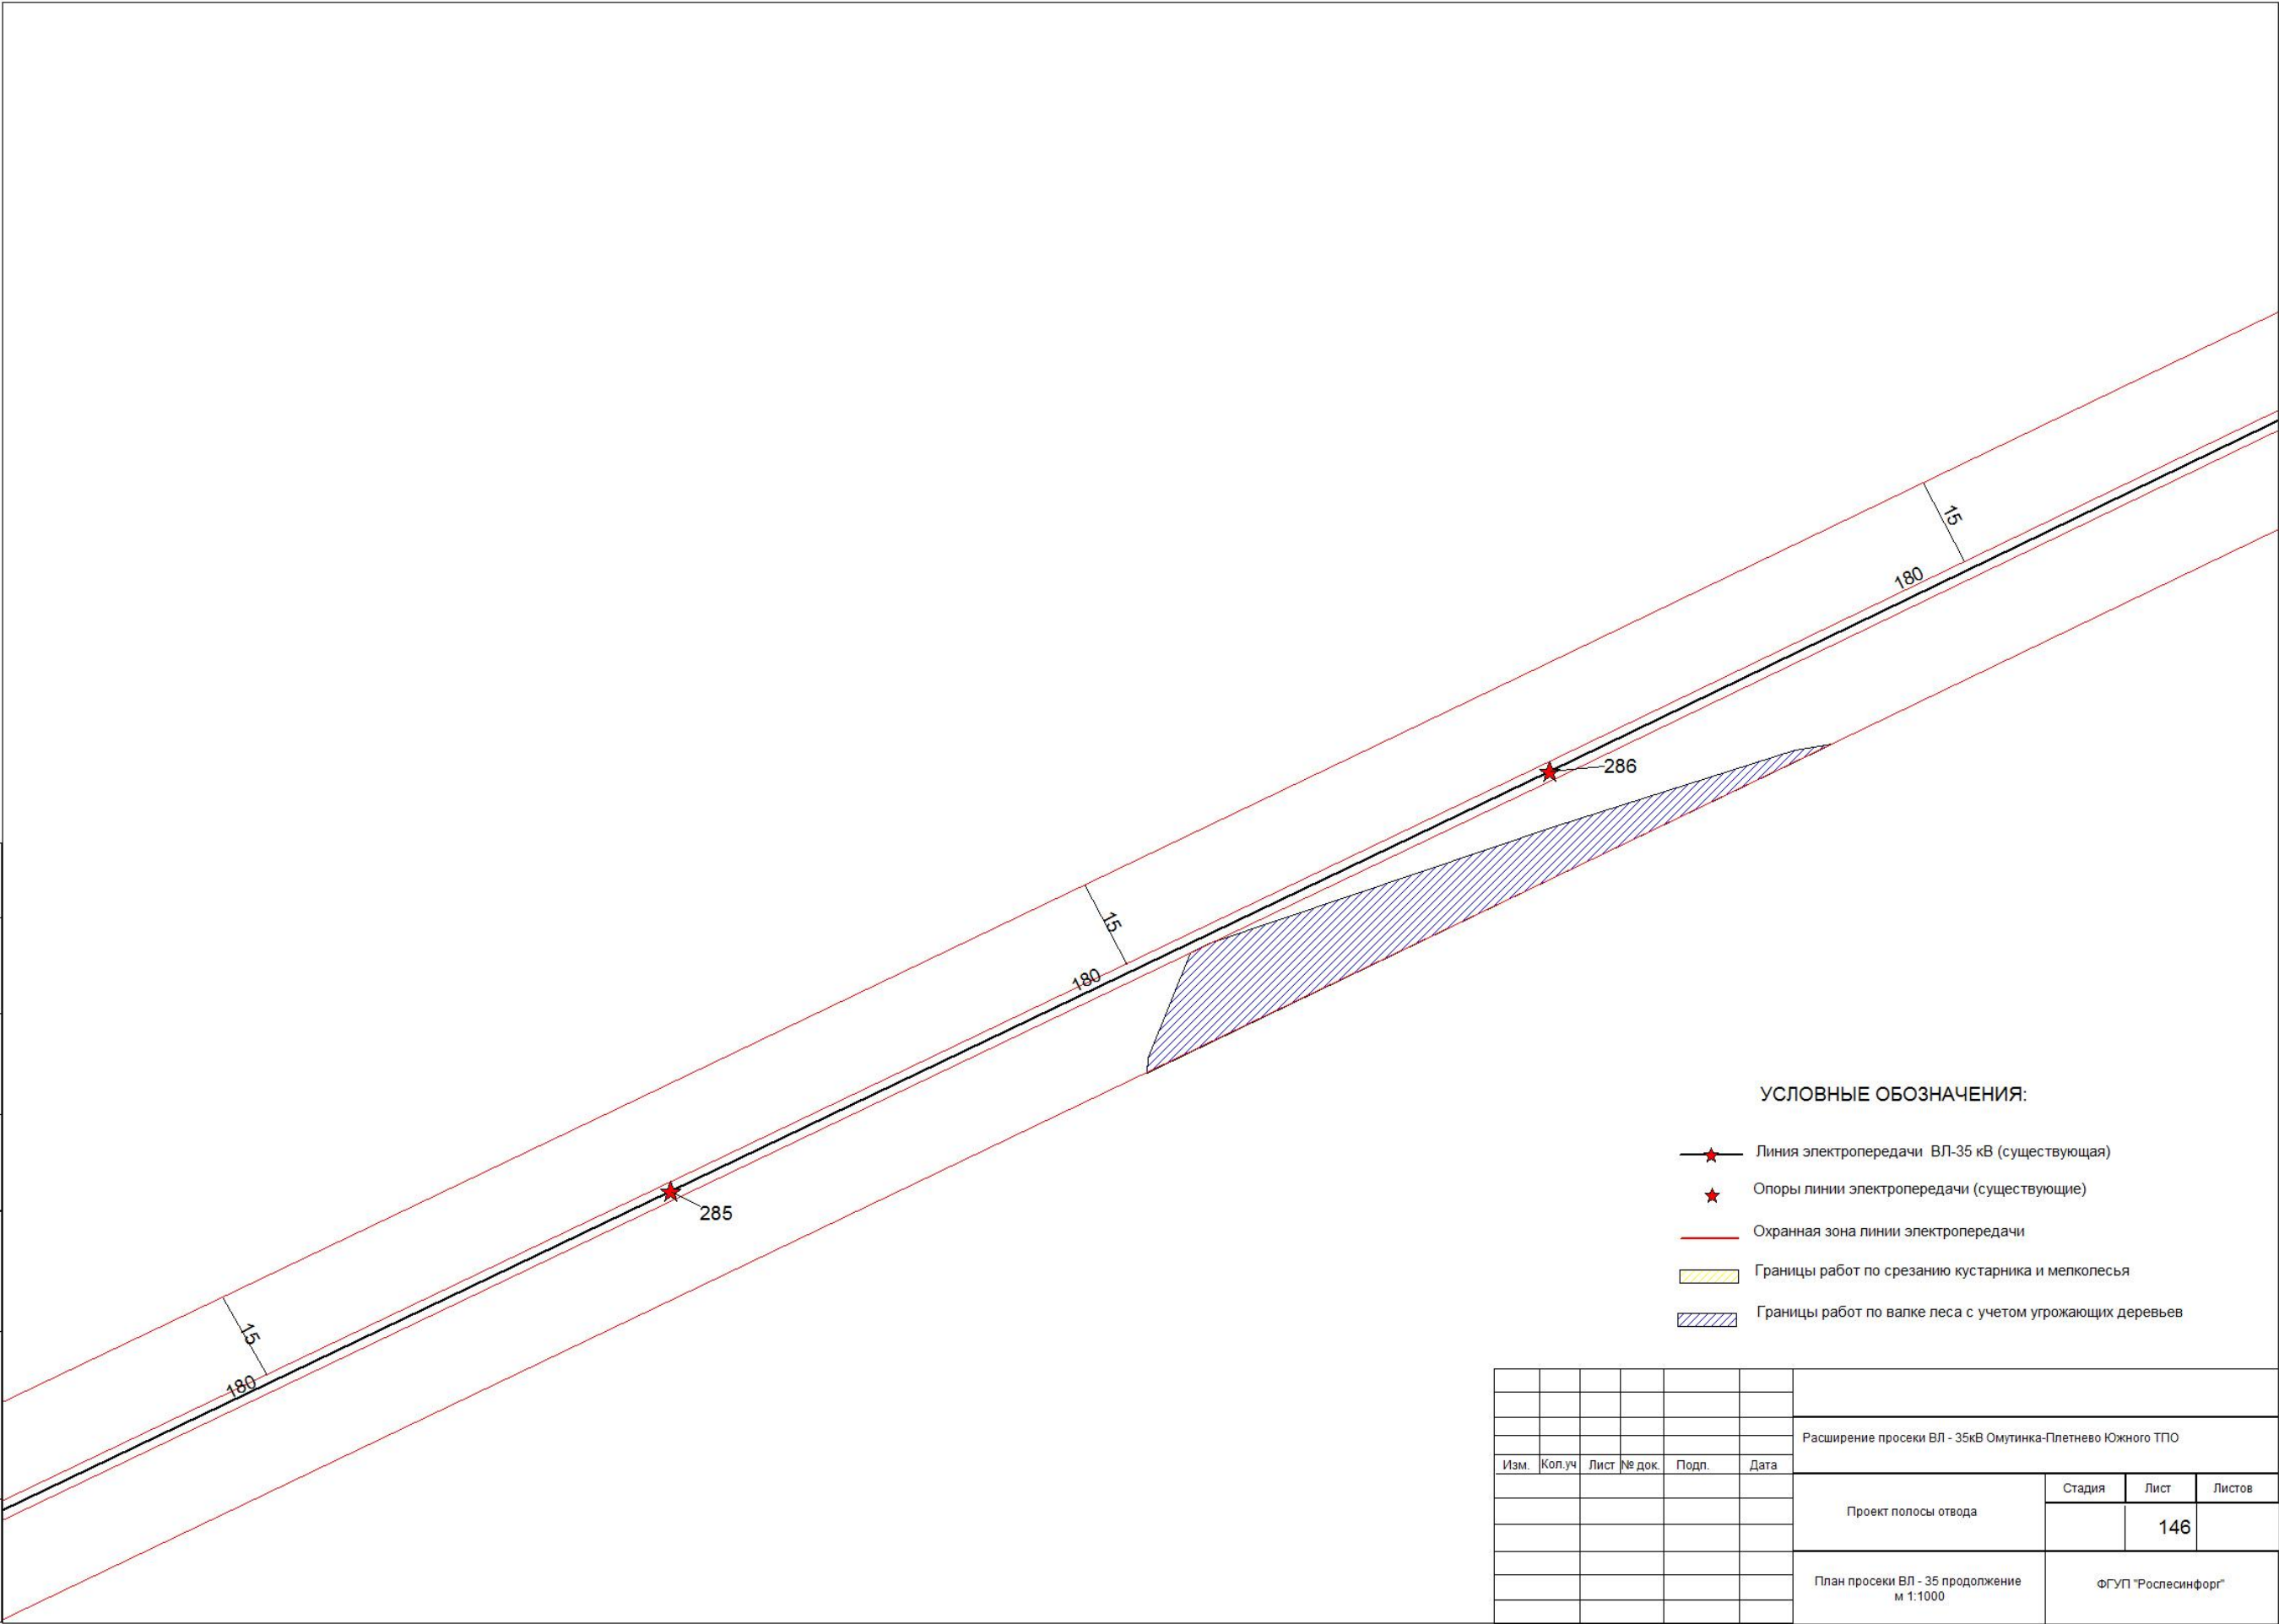 15
180
286
15
180
285
15
180
УСЛОВНЫЕ ОБОЗНАЧЕНИЯ:
Линия электропередачи ВЛ-35 кВ (существующая)
Опоры линии электропередачи (существующие)
Охранная зона линии электропередачи
Границы работ по срезанию кустарника и мелколесья
Границы работ по валке леса с учетом угрожающих деревьев
Расширение просеки ВЛ - 35кВ Омутинка-Плетнево Южного ТПО
Изм. Кол.уч Лист № док. Подп. Дата
Стадия Лист Листов
Проект полосы отвода
146
План просеки ВЛ - 35 продолжение
м 1:1000
ФГУП "Рослесинфорг"